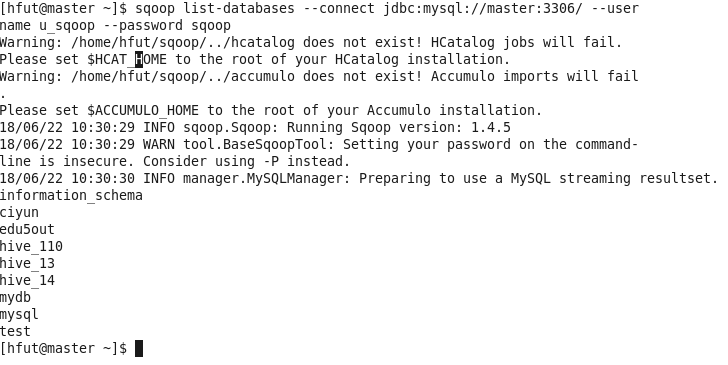 [hfut@master ~]$ sqoop list-databases --connect jdbc:mysql://master:3306/ --user
name u_sqoop --password sqoop
Warning: /home/hfut/sqoop/../hcatalog does not exist! HCatalog jobs will fail.
Please set $HCAT_HOME to the root of your HCatalog installation.
Warning: /home/hfut/sqoop/../accumulo does not exist! Accumulo imports will fail
.
Please set $ACCUMULO_HOME to the root of your Accumulo installation.
18/06/22 10:30:29 INFO sqoop.Sqoop: Running Sqoop version: 1.4.5
18/06/22 10:30:29 WARN tool.BaseSqoopTool: Setting your password on the command-
line is insecure. Consider using -P instead.
18/06/22 10:30:30 INFO manager.MySQLManager: Preparing to use a MySQL streaming resultset.
information_schema
ciyun
edu5out
hive_110
hive_13
hive_14
mydb
mysql
test
[hfut@master ~]$